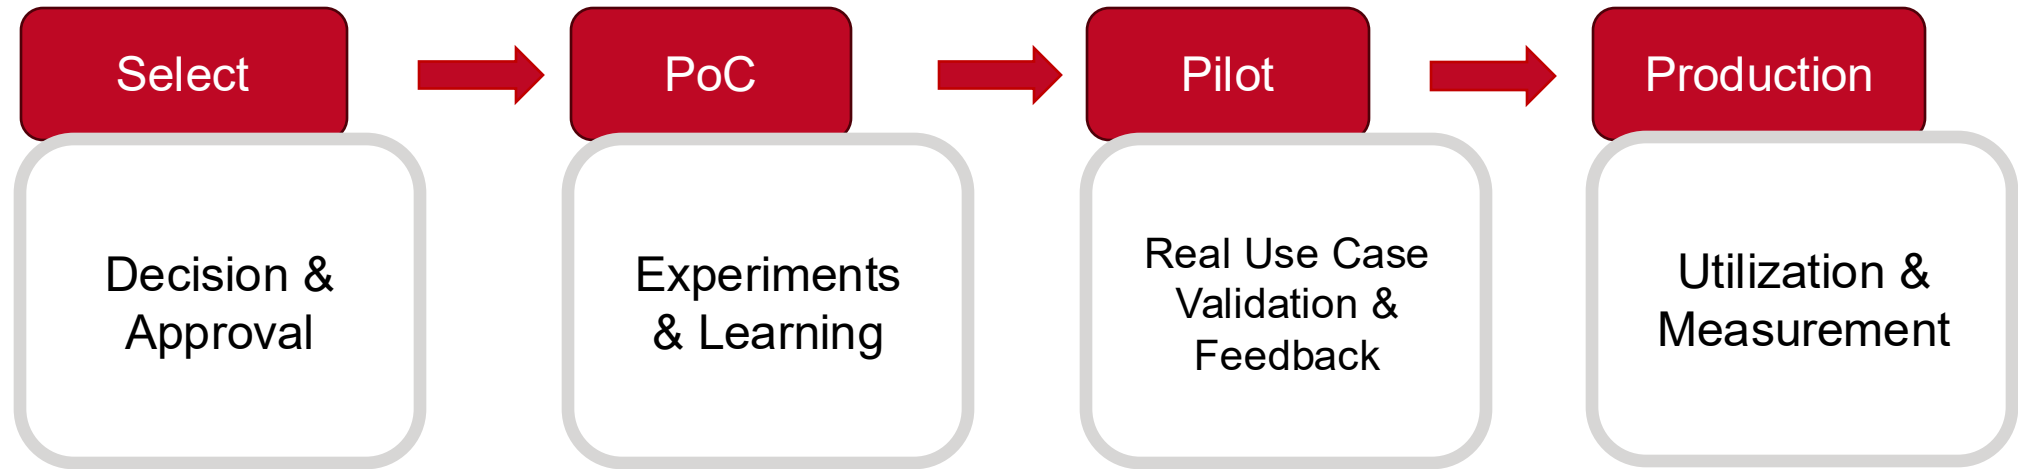 Select
Decision &
Approval
PoC
Experiments
& Learning
Pilot
Real Use Case
Validation &
Feedback
Production
Utilization &
Measurement